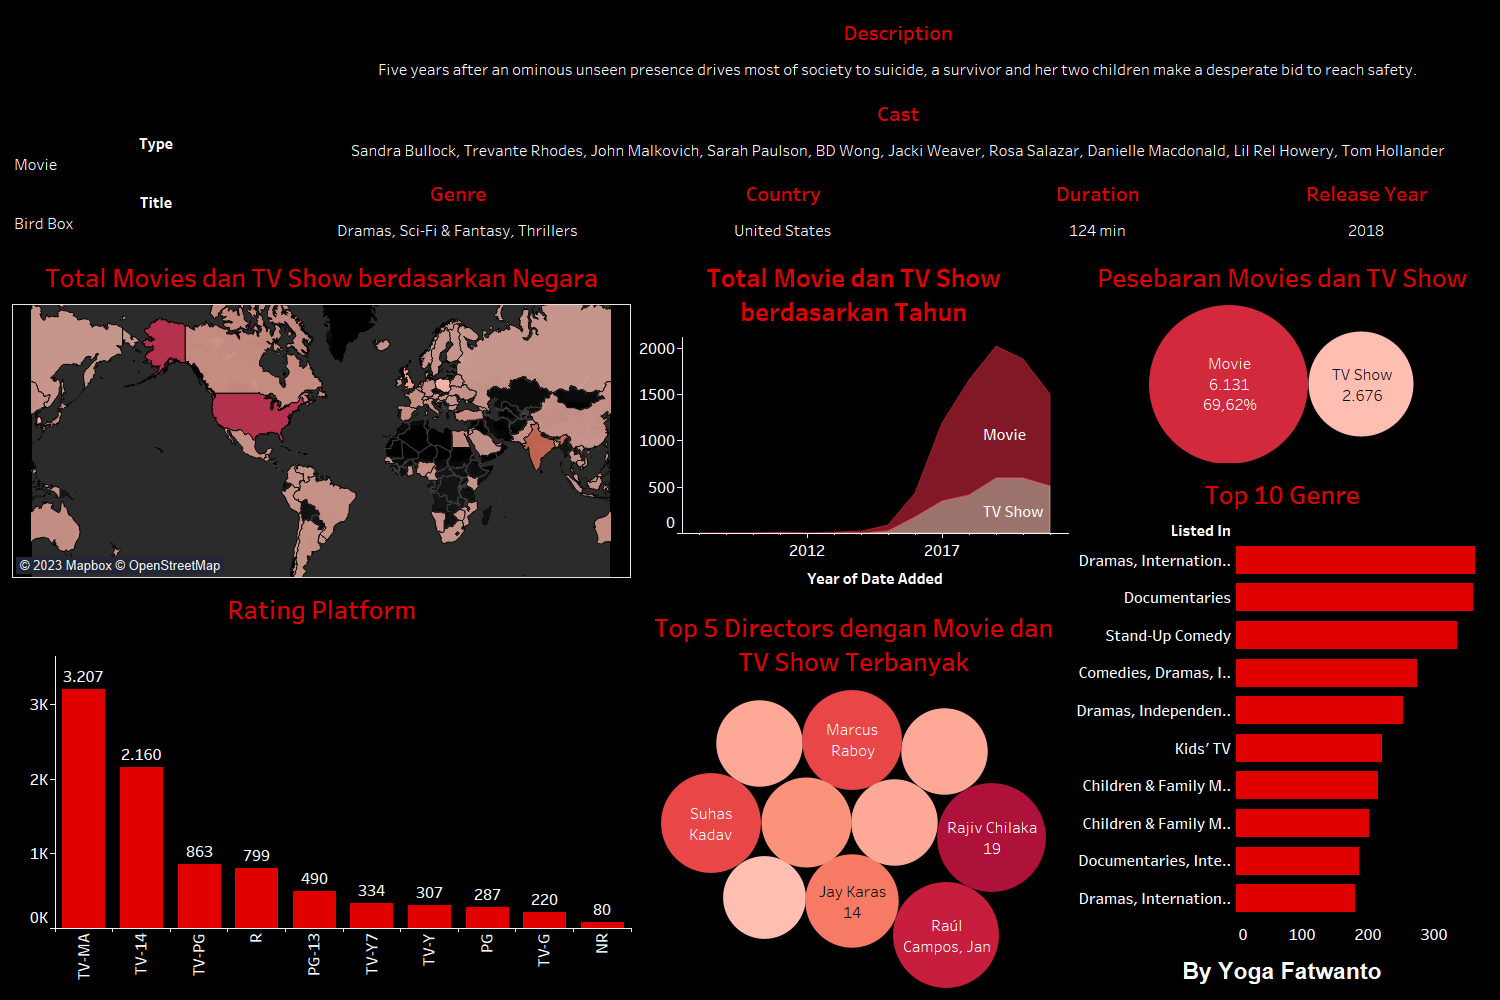 Description
Five years after an ominous unseen presence drives most of society to suicide, a survivor and her two children make a desperate bid to reach safety.
Cast
Sandra Bullock, Trevante Rhodes, John Malkovich, Sarah Paulson, BD Wong, Jacki Weaver, Rosa Salazar, Danielle Macdonald, Lil Rel Howery, Tom Hollander
Type
Movie
Title
Bird Box
Genre
Dramas, Sci-Fi & Fantasy, Thrillers
Country
United States
Duration
124 min
Release Year
2018
Total Movies dan TV Show berdasarkan Negara
© 2023 Mapbox © OpenStreetMap
Total Movie dan TV Show
berdasarkan Tahun
2000
1500
1000
500
0
Movie
TV Show
2012
2017
Year of Date Added
Pesebaran Movies dan TV Show
Movie
6.131
69,62%
TV Show
2.676
Top 10 Genre
Listed In
Dramas, Internation..
Documentaries
Stand-Up Comedy
Comedies, Dramas, I..
Dramas, Independen..
Kids' TV
Children & Family M..
Children & Family M..
Documentaries, Inte..
Dramas, Internation..
0
100
200
300
By Yoga Fatwanto
Rating Platform
3K
2K
1K
0K
3.207
2.160
863
799
490
334
307
287
220
80
TV-MA
TV-14
TV-PG
R
PG-13
TV-Y7
TV-Y
PG
TV-G
NR
Top 5 Directors dengan Movie dan
TV Show Terbanyak
Marcus
Raboy
Suhas
Kadav
Rajiv Chilaka
19
Jay Karas
14
Raúl
Campos, Jan